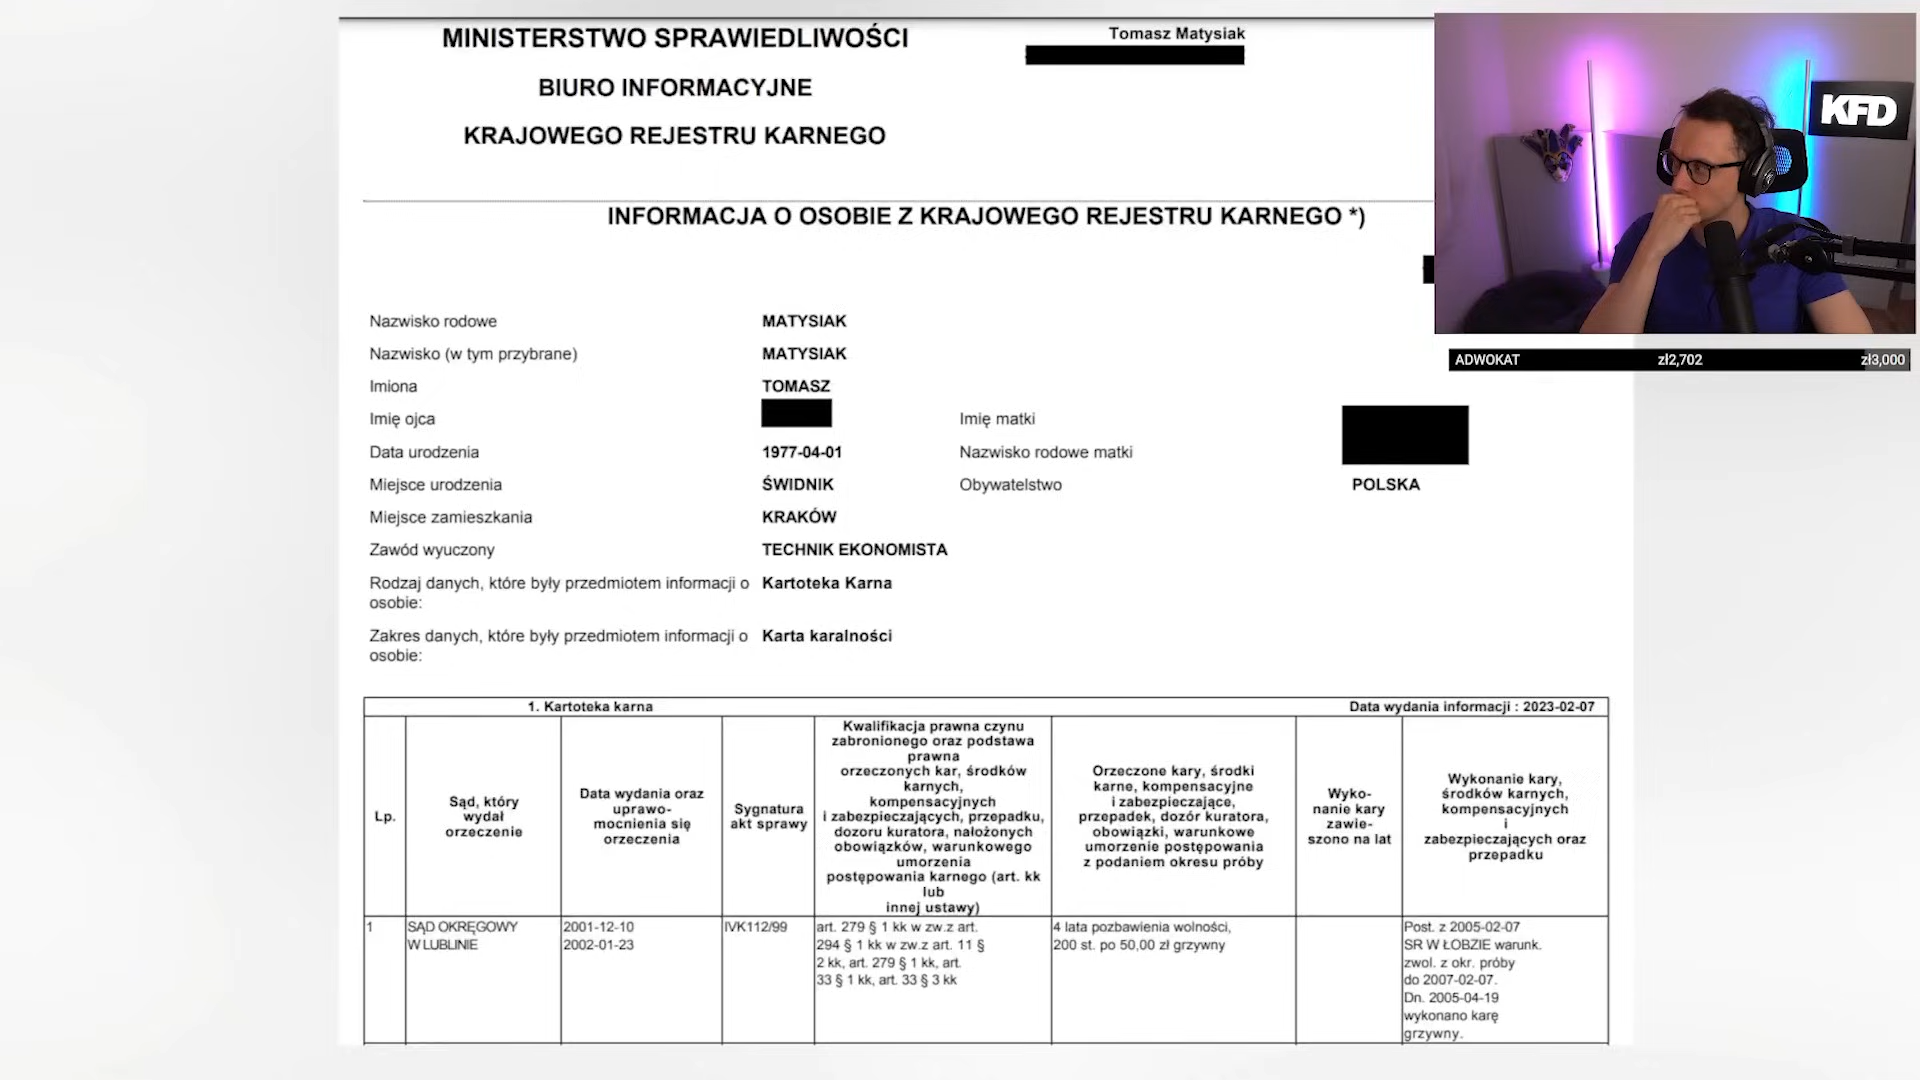 MINISTERSTWO SPRAWIEDLIWOŚCI
BIURO INFORMACYJNE
KRAJOWEGO REJESTRU KARNEGO
Tomasz Matysiak
KFD
ADWOKAT zł2,702 zł3,000
INFORMACJA O OSOBIE Z KRAJOWEGO REJESTRU KARNEGO *)
Nazwisko rodowe MATYSIAK
Nazwisko (w tym przybrane) MATYSIAK
Imiona TOMASZ
Imię ojca Imię matki
Data urodzenia 1977-04-01 Nazwisko rodowe matki
Miejsce urodzenia ŚWIDNIK Obywatelstwo POLSKA
Miejsce zamieszkania KRAKÓW
Zawód wyuczony TECHNIK EKONOMISTA
Rodzaj danych, które były przedmiotem informacji o Kartoteka Karna
osobie:
Zakres danych, które były przedmiotem informacji o Karta karalności
osobie:
1. Kartoteka karna Data wydania informacji : 2023-02-07
Lp.
Sąd, który
wydał
orzeczenie
Data wydania oraz
uprawo-
mocnienia się
orzeczenia
Sygnatura
akt sprawy
Kwalifikacja prawna czynu
zabronionego oraz podstawa
prawna
orzeczonych kar, środków
karnych,
kompensacyjnych
i zabezpieczających, przepadku,
dozoru kuratora, nałożonych
obowiązków, warunkowego
umorzenia
postępowania karnego (art. kk
lub
innej ustawy)
Orzeczone kary, środki
karne, kompensacyjne
i zabezpieczające,
przepadek, dozór kuratora,
obowiązki, warunkowe
umorzenie postępowania
z podaniem okresu próby
Wyko-
nanie kary
zawie-
szono na lat
Wykonanie kary,
środków karnych,
kompensacyjnych
i
zabezpieczających oraz
przepadku
1
SĄD OKRĘGOWY
W LUBLINIE
2001-12-10
2002-01-23
IVK112/99
art. 279 § 1 kk w zw.z art.
294 § 1 kk w zw.z art. 11 §
2 kk, art. 279 § 1 kk, art.
33 § 1 kk, art. 33 § 3 kk
4 lata pozbawienia wolności,
200 st. po 50,00 zł grzywny
Post. z 2005-02-07
SR W ŁOBZIE warunk.
zwol. z okr. próby
do 2007-02-07.
Dn. 2005-04-19
wykonano karę
grzywny.